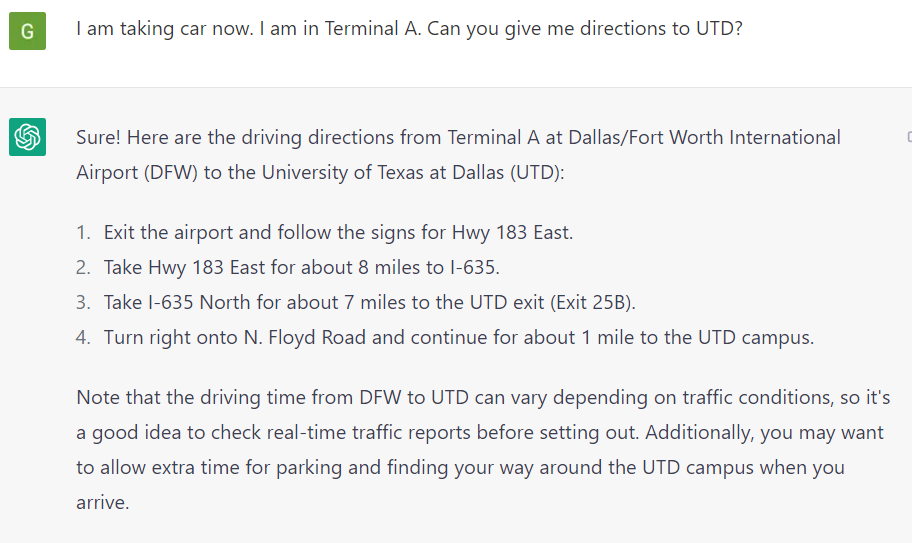 G
I am taking car now. I am in Terminal A. Can you give me directions to UTD?
Sure! Here are the driving directions from Terminal A at Dallas/Fort Worth International
Airport (DFW) to the University of Texas at Dallas (UTD):
1. Exit the airport and follow the signs for Hwy 183 East.
2. Take Hwy 183 East for about 8 miles to I-635.
3. Take I-635 North for about 7 miles to the UTD exit (Exit 25B).
4. Turn right onto N. Floyd Road and continue for about 1 mile to the UTD campus.
Note that the driving time from DFW to UTD can vary depending on traffic conditions, so it's
a good idea to check real-time traffic reports before setting out. Additionally, you may want
to allow extra time for parking and finding your way around the UTD campus when you
arrive.